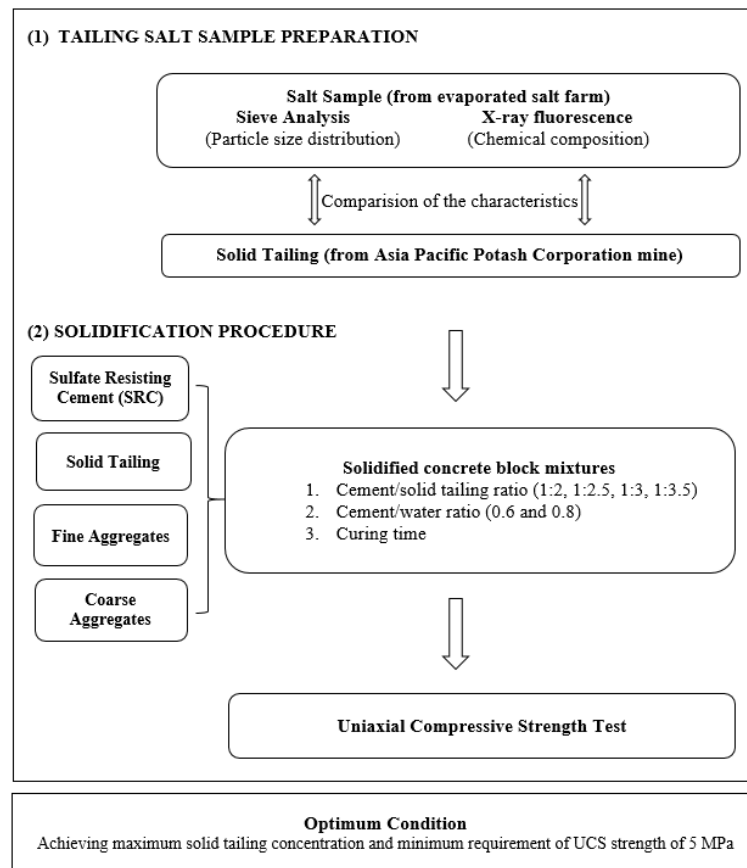 (1) TAILING SALT SAMPLE PREPARATION
Salt Sample (from evaporated salt farm)
Sieve Analysis X-ray fluorescence
(Particle size distribution) (Chemical composition)
Comparision of the characteristics
Solid Tailing (from Asia Pacific Potash Corporation mine)
(2) SOLIDIFICATION PROCEDURE
Sulfate Resisting
Cement (SRC)
Solid Tailing
Fine Aggregates
Coarse
Aggregates
Solidified concrete block mixtures
1. Cement/solid tailing ratio (1:2, 1:2.5, 1:3, 1:3.5)
2. Cement/water ratio (0.6 and 0.8)
3. Curing time
Uniaxial Compressive Strength Test
Optimum Condition
Achieving maximum solid tailing concentration and minimum requirement of UCS strength of 5 MPa